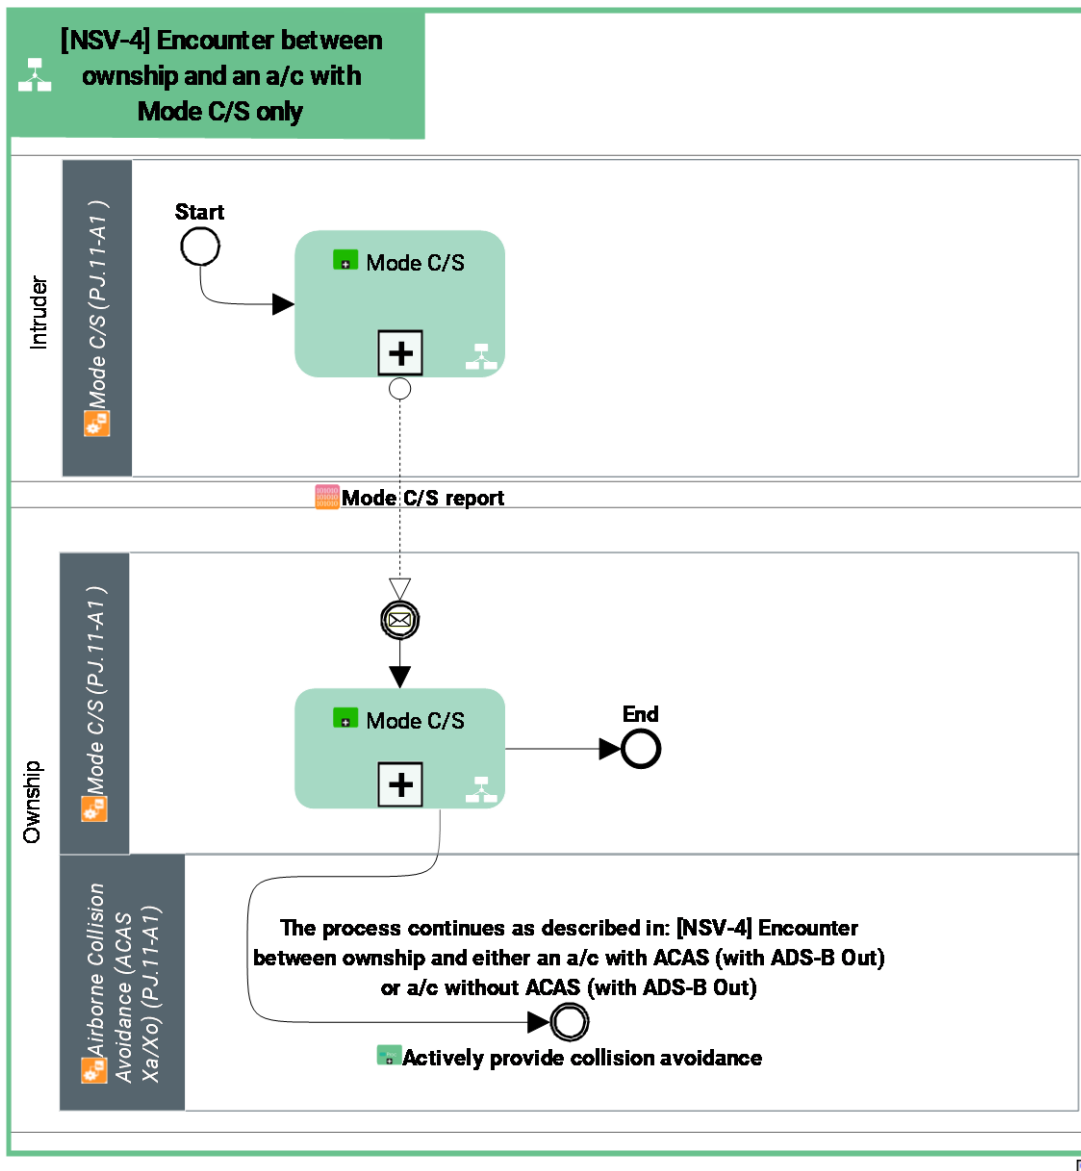 [NSV-4] Encounter between
ownship and an a/c with
Mode C/S only
Intruder
Mode C/S (PJ.11-A1 )
Start
Mode C/S
Mode C/S report
Ownship
Mode C/S (PJ.11-A1 )
Mode C/S
End
Airborne Collision
Avoidance (ACAS
Xa/Xo) (PJ.11-A1)
The process continues as described in: [NSV-4] Encounter
between ownship and either an a/c with ACAS (with ADS-B Out)
or a/c without ACAS (with ADS-B Out)
Actively provide collision avoidance